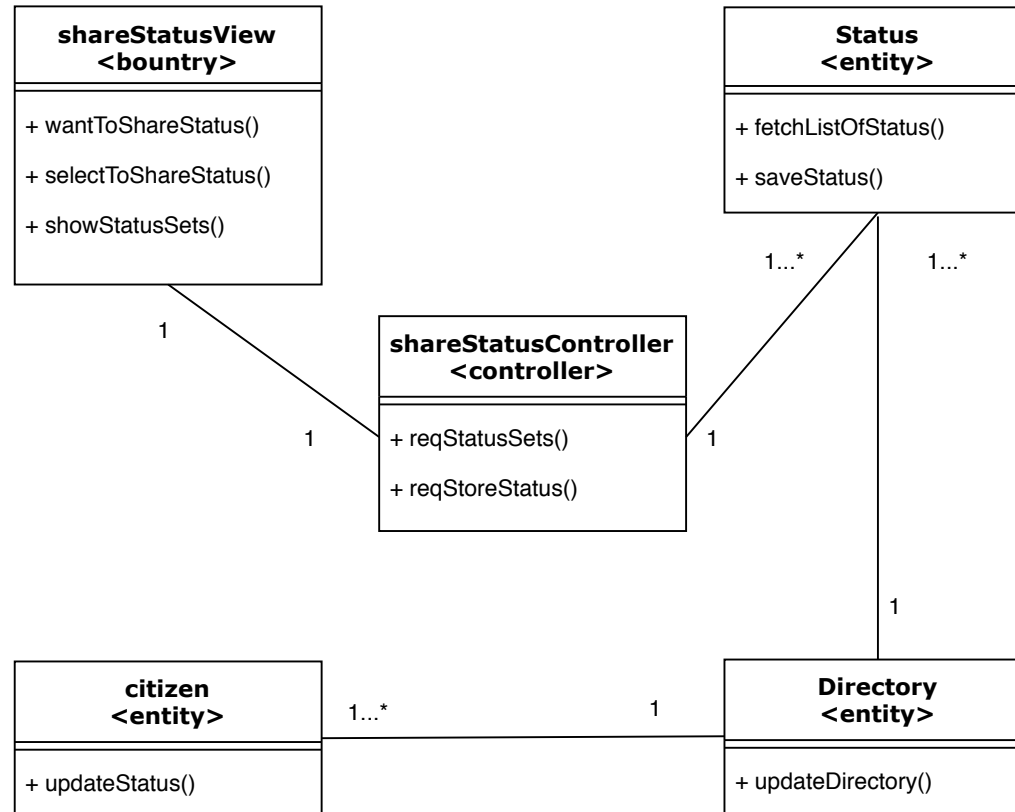 shareStatusView
<bountry>
+ wantToShareStatus()
+ selectToShareStatus()
+ showStatusSets()
Status
<entity>
+ fetchListOfStatus()
+ saveStatus()
1...*
1...*
1
shareStatusController
<controller>
1
1
+ reqStatusSets()
+ reqStoreStatus()
1
citizen
<entity>
+ updateStatus()
1...*
1
Directory
<entity>
+ updateDirectory()